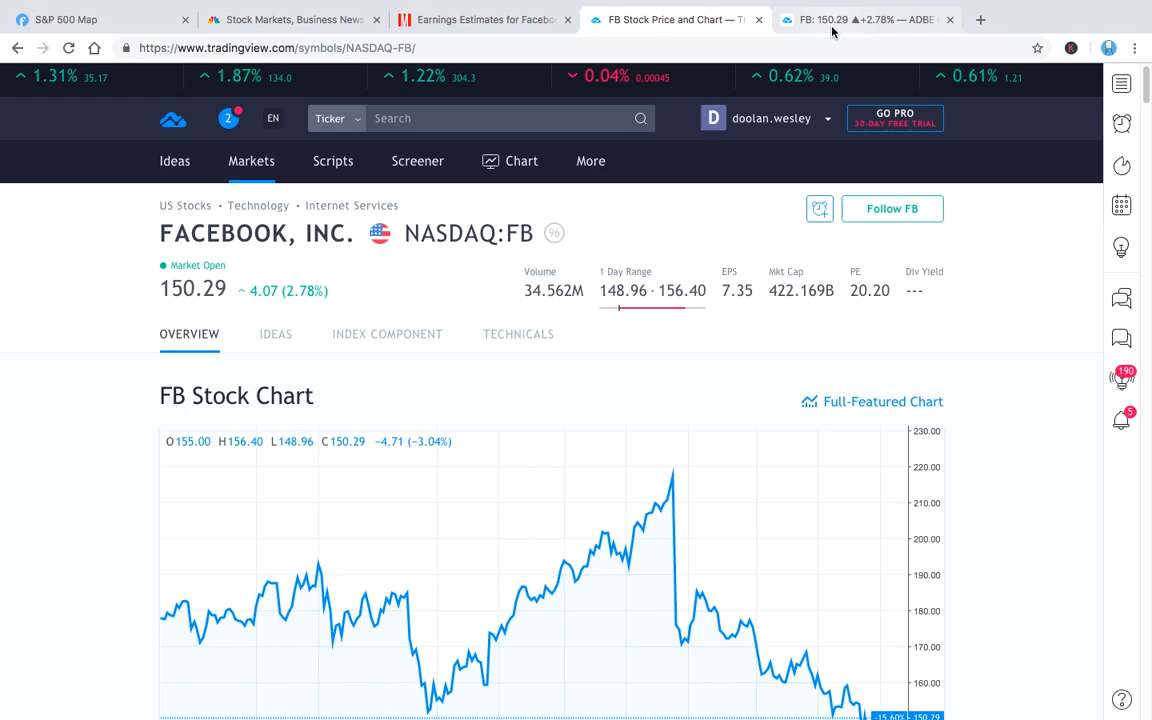 S&P 500 Map
Stock Markets, Business News
Earnings Estimates for Facebo
FB Stock Price and Chart — Tr
FB: 150.29 ▲+2.78% — ADBE
https://www.tradingview.com/symbols/NASDAQ-FB/
K
1.31% 35.17
1.87% 134.0
1.22% 304.3
0.04% 0.00045
0.62% 39.0
0.61% 1.21
2
EN
Ticker
Search
D
doolan.wesley
GO PRO
30-DAY FREE TRIAL
Ideas
Markets
Scripts
Screener
Chart
More
US Stocks • Technology • Internet Services
FACEBOOK, INC.
NASDAQ:FB
96
Follow FB
Market Open
150.29 4.07 (2.78%)
Volume
34.562M
1 Day Range
148.96 - 156.40
EPS
7.35
Mkt Cap
422.169B
PE
20.20
Div Yield
---
OVERVIEW
IDEAS
INDEX COMPONENT
TECHNICALS
FB Stock Chart
Full-Featured Chart
O155.00 H156.40 L148.96 C150.29 −4.71 (−3.04%)
230.00
220.00
210.00
200.00
190.00
180.00
170.00
160.00
-15.60% 150.29
190
5
?